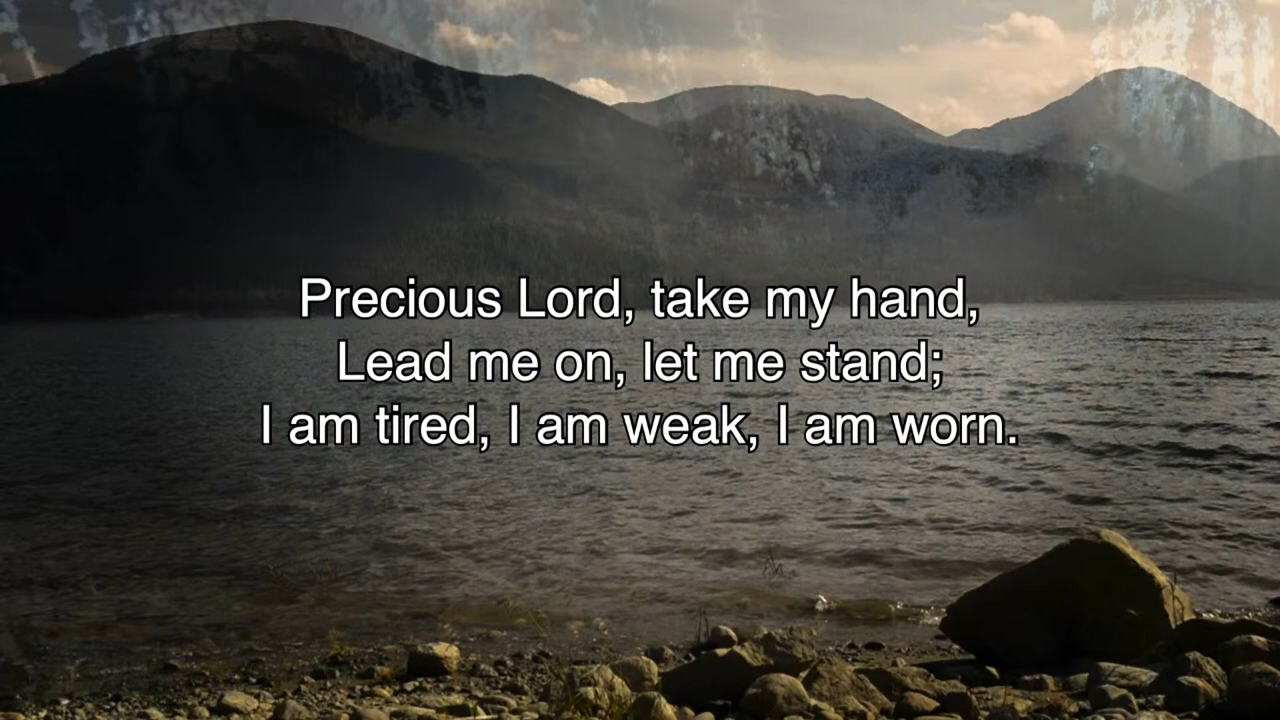 Precious Lord, take my hand,
Lead me on, let me stand;
I am tired, I am weak, I am worn.